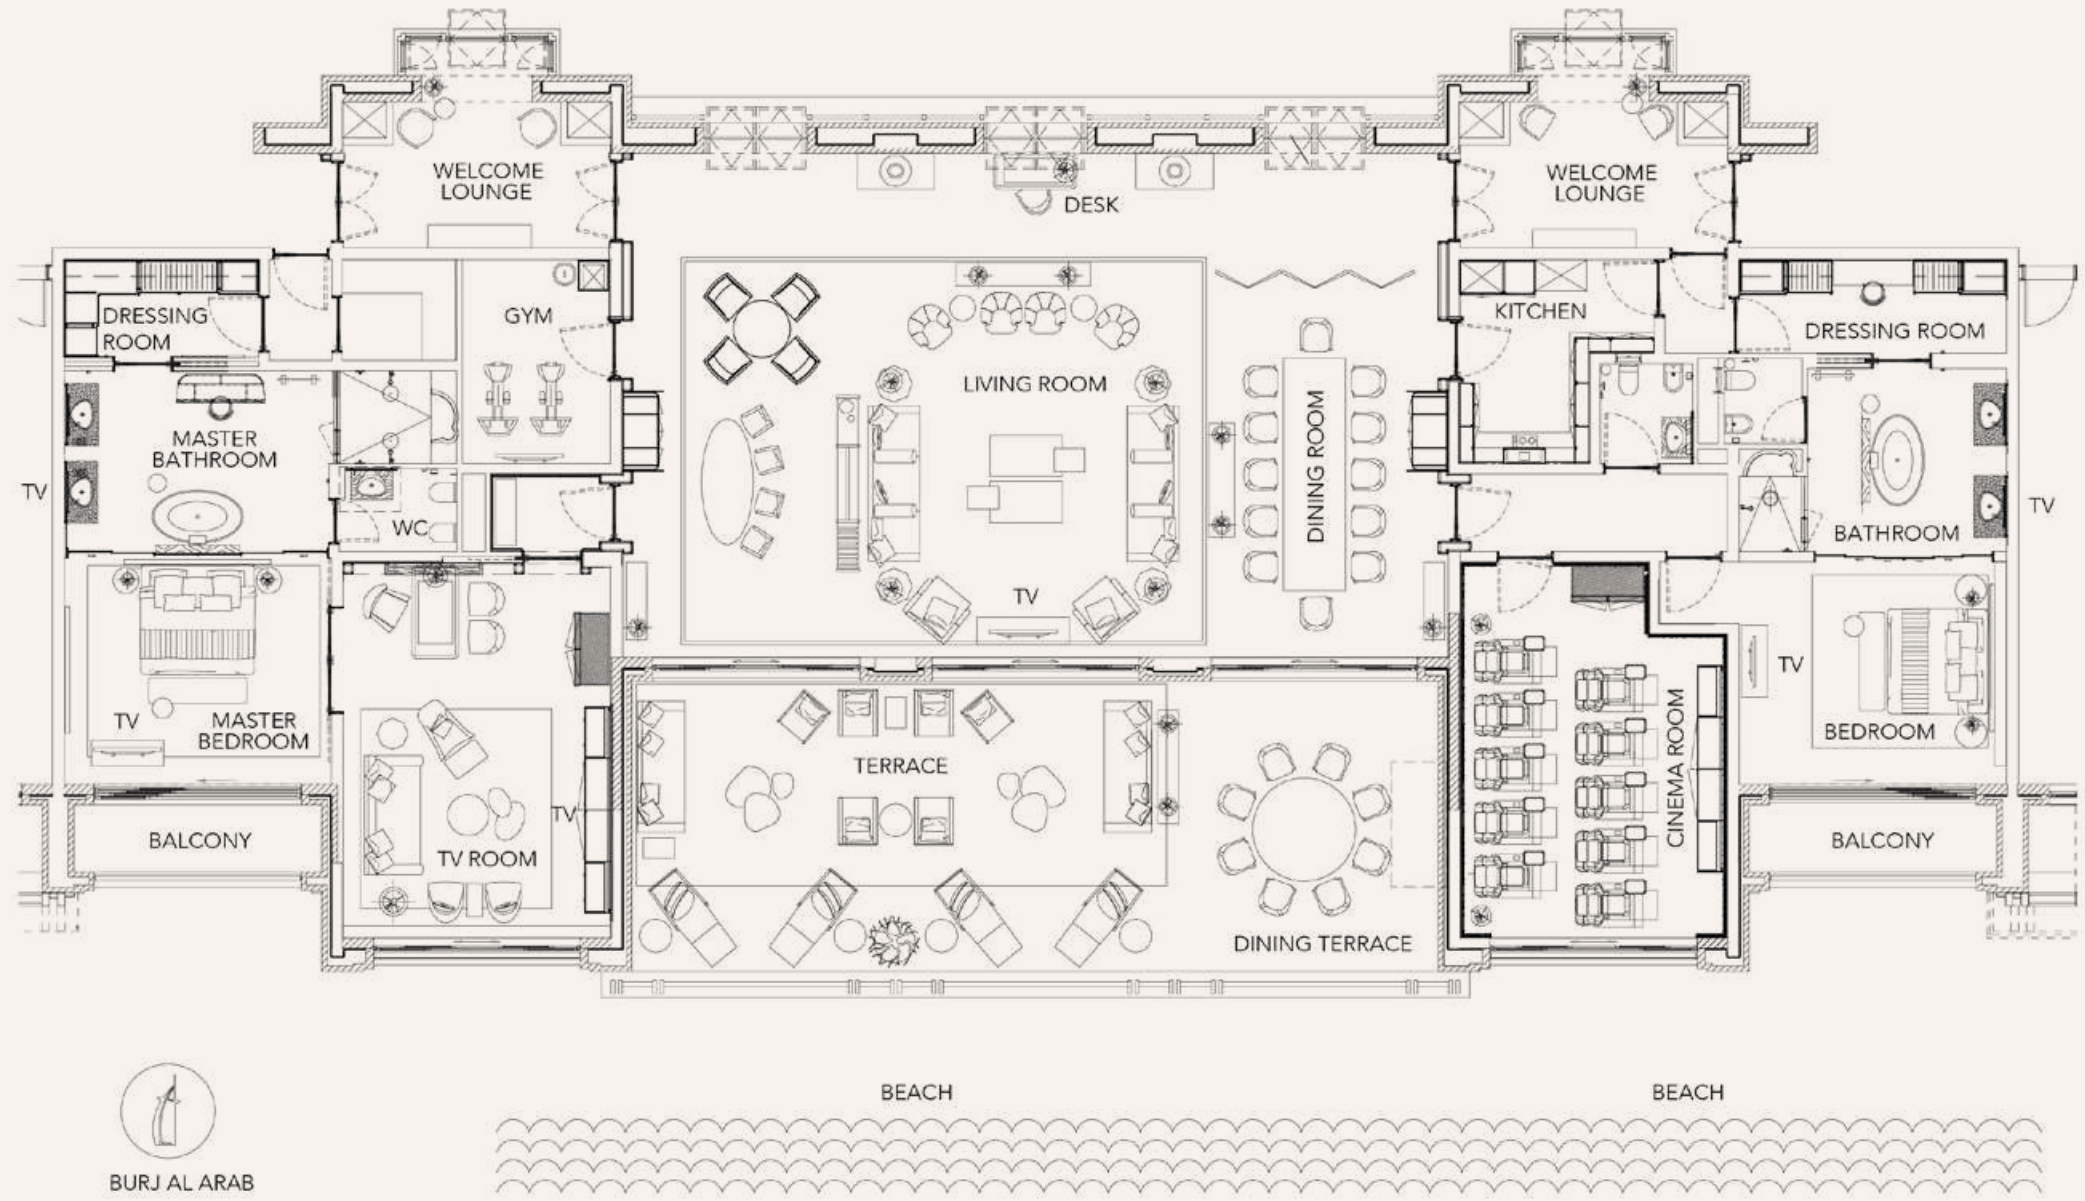 WELCOME
LOUNGE
WELCOME
LOUNGE
DESK
DRESSING
ROOM
GYM
KITCHEN
DRESSING ROOM
LIVING ROOM
DINING ROOM
MASTER
BATHROOM
TV
WC
TV
BATHROOM
TV
TV
MASTER
BEDROOM
TV
BEDROOM
TERRACE
CINEMA ROOM
TV
BALCONY
TV ROOM
BALCONY
DINING TERRACE
BEACH
BEACH
BURJ AL ARAB